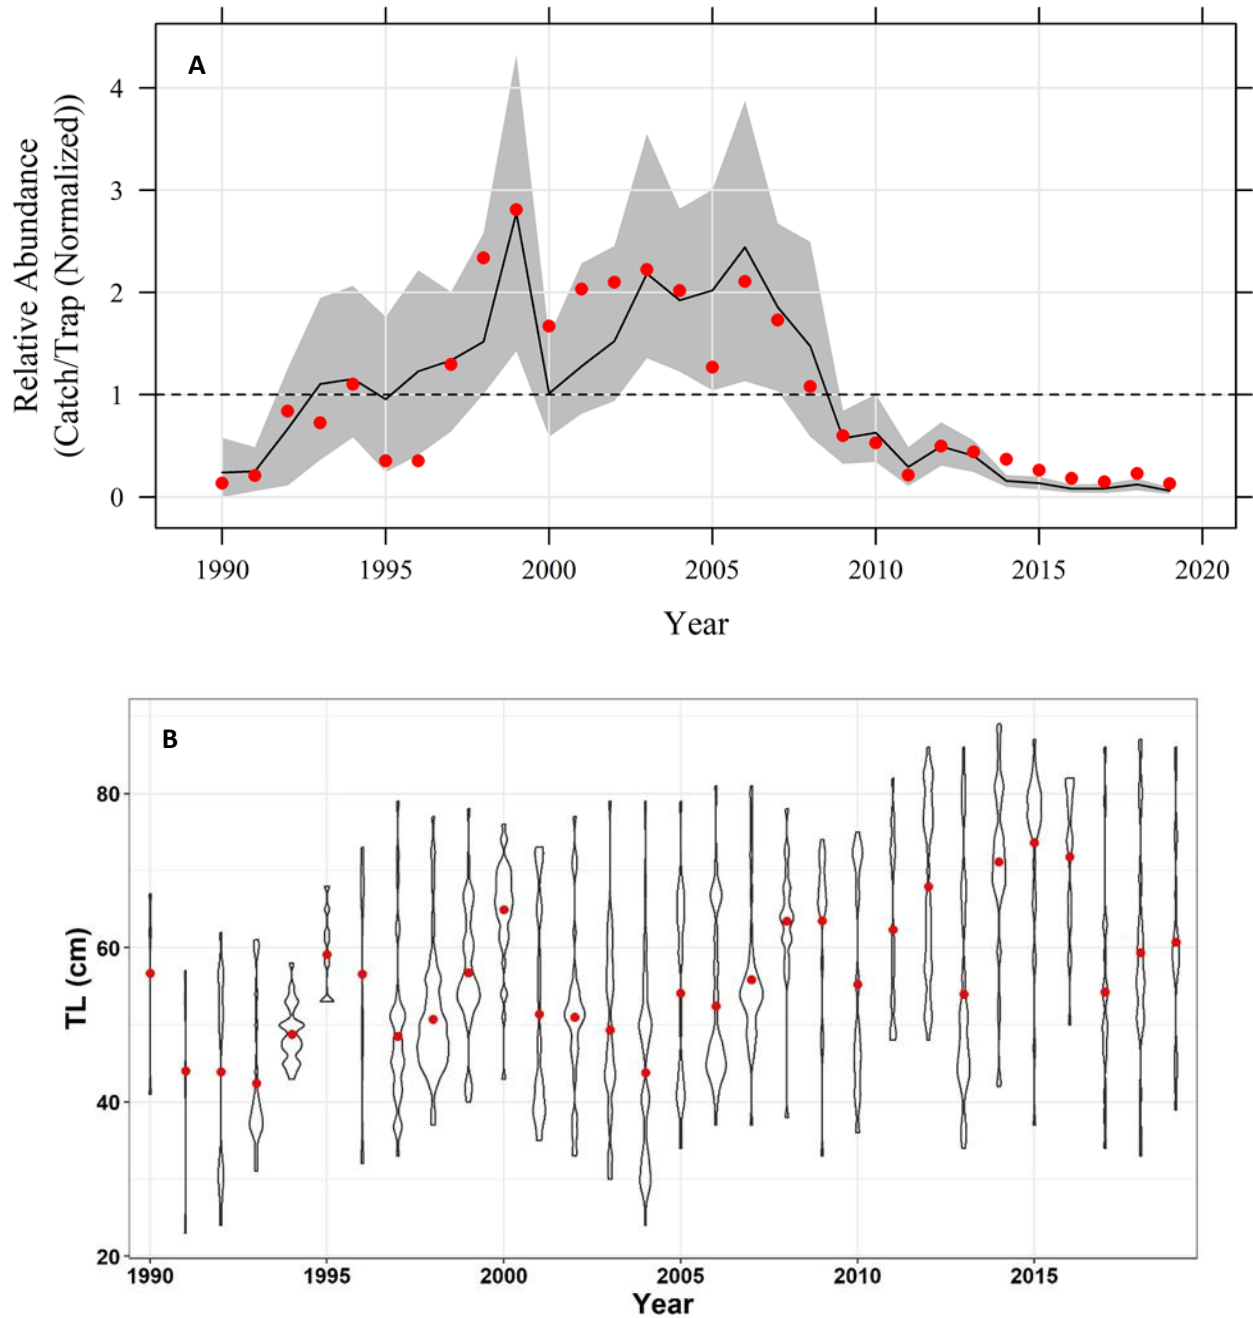 A
Relative Abundance
(Catch/Trap (Normalized))
4
3
2
1
0
1990 1995 2000 2005 2010 2015 2020
Year
B
TL (cm)
80
60
40
20
1990 1995 2000 2005 2010 2015
Year